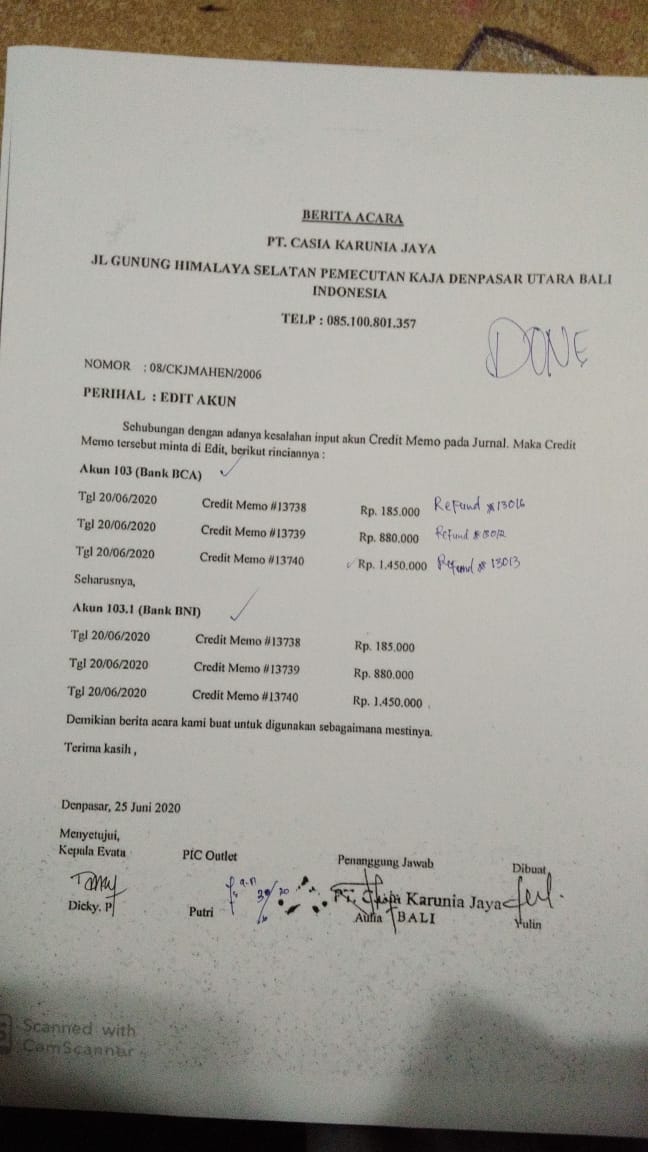 BERITA ACARA
PT. CASIA KARUNIA JAYA
JL GUNUNG HIMALAYA SELATAN PEMECUTAN KAJA DENPASAR UTARA BALI
INDONESIA
TELP : 085.100.801.357
DONE
NOMOR : 08/CKJMAHEN/2006
PERIHAL : EDIT AKUN
Sehubungan dengan adanya kesalahan input akun Credit Memo pada Jurnal. Maka Credit
Memo tersebut minta di Edit, berikut rinciannya :
Akun 103 (Bank BCA)
Tgl 20/06/2020 Credit Memo #13738 Rp. 185.000 Refund #13016
Tgl 20/06/2020 Credit Memo #13739 Rp. 880.000 Refund
Tgl 20/06/2020 Credit Memo #13740 Rp. 1.450.000 Refund # 13013
Seharusnya,
Akun 103.1 (Bank BNI)
Tgl 20/06/2020 Credit Memo #13738 Rp. 185.000
Tgl 20/06/2020 Credit Memo #13739 Rp. 880.000
Tgl 20/06/2020 Credit Memo #13740 Rp. 1.450.000
Demikian berita acara kami buat untuk digunakan sebagaimana mestinya.
Terima kasih ,
Denpasar, 25 Juni 2020
Menyetujui,
Kepala Evata PIC Outlet Penanggung Jawab Dibuat
a.n
PT. Casia Karunia Jaya
Dicky. P Putri Aulia BALI Yulin
Scanned with
CamScanner